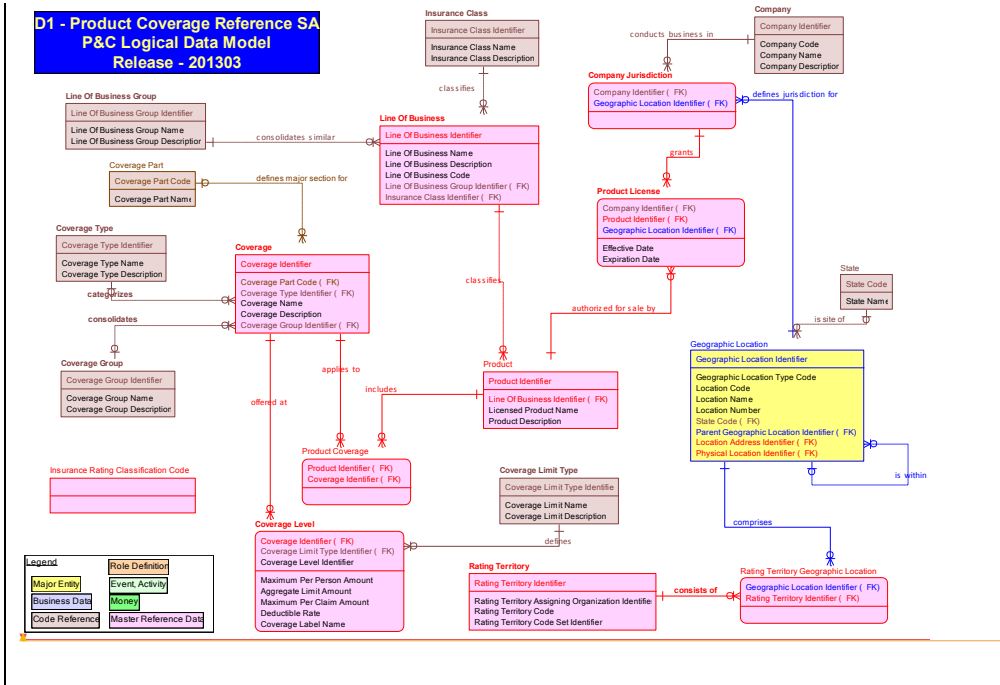 D1 - Product Coverage Reference SA
P&C Logical Data Model
Release - 201303
Insurance Class
Insurance Class Identifier
Insurance Class Name
Insurance Class Description
classifies
Company
Company Identifier
Company Code
Company Name
Company Description
conducts business in
Company Jurisdiction
Company Identifier ( FK)
Geographic Location Identifier ( FK)
defines jurisdiction for
grants
Line Of Business Group
Line Of Business Group Identifier
Line Of Business Group Name
Line Of Business Group Description
consolidates similar
Line Of Business
Line Of Business Identifier
Line Of Business Name
Line Of Business Description
Line Of Business Code
Line Of Business Group Identifier ( FK)
Insurance Class Identifier ( FK)
classifies
Coverage Part
Coverage Part Code
Coverage Part Name
defines major section for
Product License
Company Identifier ( FK)
Product Identifier ( FK)
Geographic Location Identifier ( FK)
Effective Date
Expiration Date
authorized for sale by
Coverage Type
Coverage Type Identifier
Coverage Type Name
Coverage Type Description
categorizes
Coverage
Coverage Identifier
Coverage Part Code ( FK)
Coverage Type Identifier ( FK)
Coverage Name
Coverage Description
Coverage Group Identifier ( FK)
consolidates
State
State Code
State Name
is site of
Coverage Group
Coverage Group Identifier
Coverage Group Name
Coverage Group Description
offered at
applies to
includes
Product
Product Identifier
Line Of Business Identifier ( FK)
Licensed Product Name
Product Description
Geographic Location
Geographic Location Identifier
Geographic Location Type Code
Location Code
Location Name
Location Number
State Code ( FK)
Parent Geographic Location Identifier ( FK)
Location Address Identifier ( FK)
Physical Location Identifier ( FK)
is within
comprises
Insurance Rating Classification Code
Product Coverage
Product Identifier ( FK)
Coverage Identifier ( FK)
Coverage Limit Type
Coverage Limit Type Identifie
Coverage Limit Name
Coverage Limit Description
defines
Coverage Level
Coverage Identifier ( FK)
Coverage Limit Type Identifier ( FK)
Coverage Level Identifier
Maximum Per Person Amount
Aggregate Limit Amount
Maximum Per Claim Amount
Deductible Rate
Coverage Label Name
Rating Territory
Rating Territory Identifier
Rating Territory Assigning Organization Identifie
Rating Territory Code
Rating Territory Code Set Identifier
consists of
Rating Territory Geographic Location
Geographic Location Identifier ( FK)
Rating Territory Identifier ( FK)
Legend
Role Definition
Major Entity
Event, Activity
Business Data
Money
Code Reference
Master Reference Data